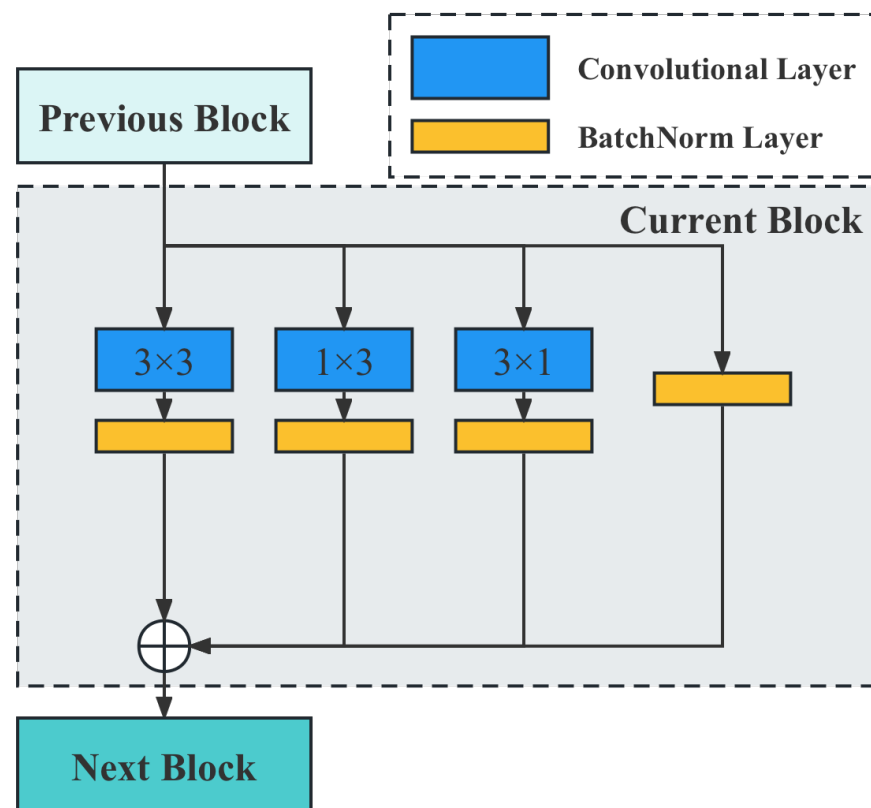 Convolutional Layer
Previous Block
BatchNorm Layer
Current Block
3×3
1×3
3×1
Next Block